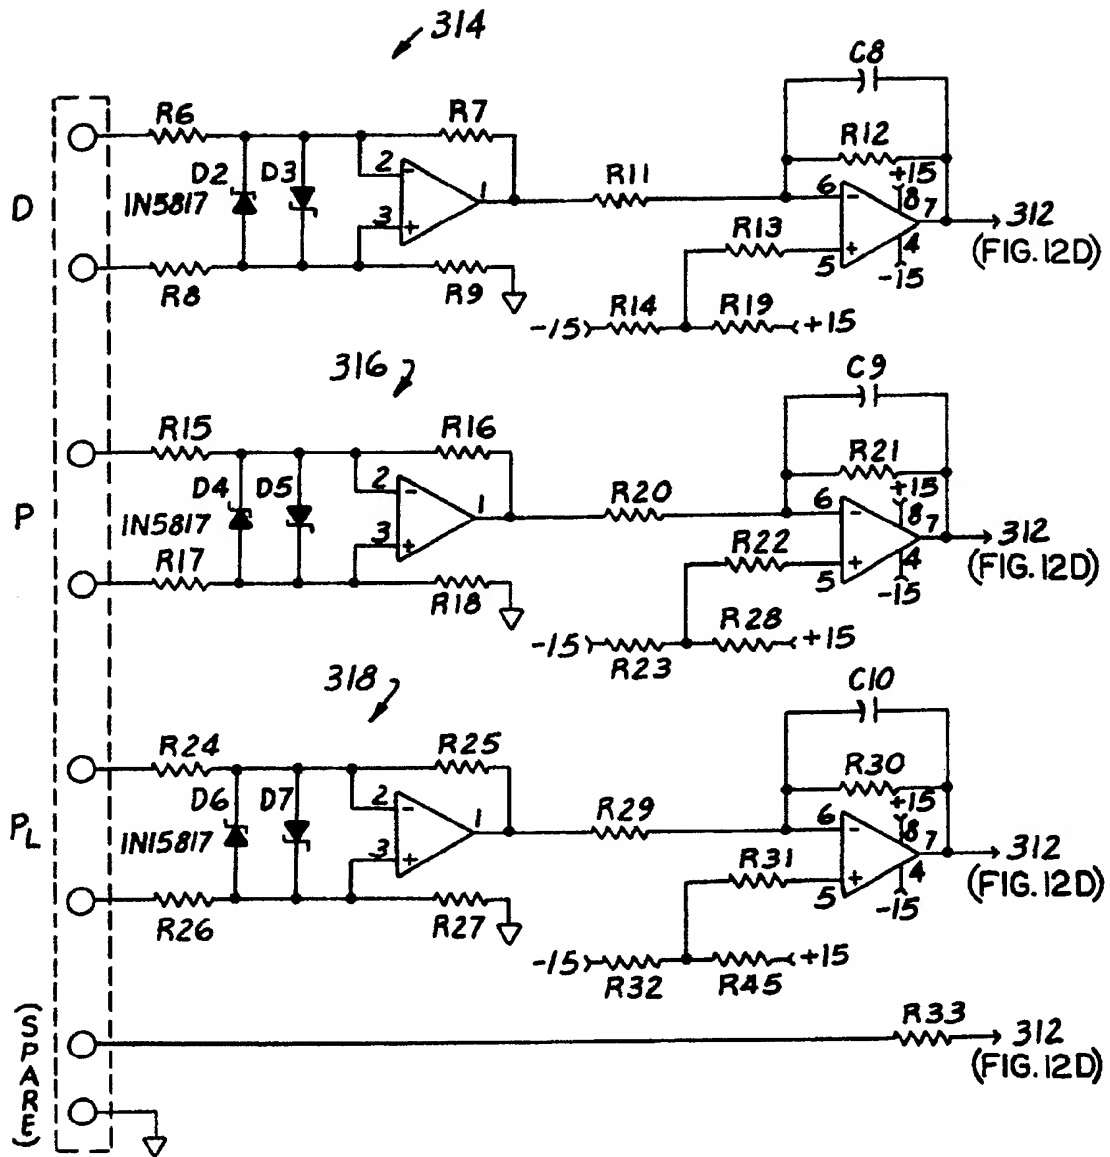 314
C8
R6
R7
R12
+15
D2
D3
2
-
1
R11
6
-
8
7
312
(FIG. 12D)
D
IN5817
3
+
R13
5
+
4
-15
R8
R9
-15
R14
R19
+15
316
C9
R15
R16
R21
+15
D4
D5
2
-
1
R20
6
-
8
7
312
(FIG. 12D)
P
IN5817
3
+
R22
5
+
4
-15
R17
R18
-15
R23
R28
+15
318
C10
R24
R25
R30
+15
D6
D7
2
-
1
R29
6
-
8
7
312
(FIG. 12D)
PL
IN15817
3
+
R31
5
+
4
-15
R26
R27
-15
R32
R45
+15
(SPARE)
R33
312
(FIG. 12D)